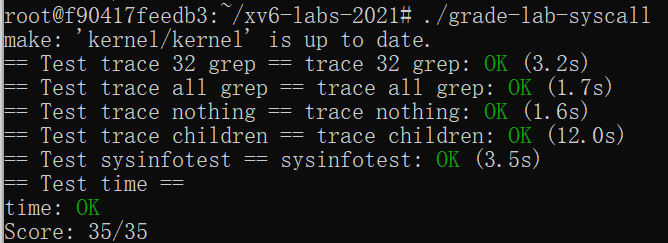 root@f90417feedb3:~/xv6-labs-2021# ./grade-lab-syscall
make: 'kernel/kernel' is up to date.
== Test trace 32 grep == trace 32 grep: OK (3.2s)
== Test trace all grep == trace all grep: OK (1.7s)
== Test trace nothing == trace nothing: OK (1.6s)
== Test trace children == trace children: OK (12.0s)
== Test sysinfotest == sysinfotest: OK (3.5s)
== Test time ==
time: OK
Score: 35/35